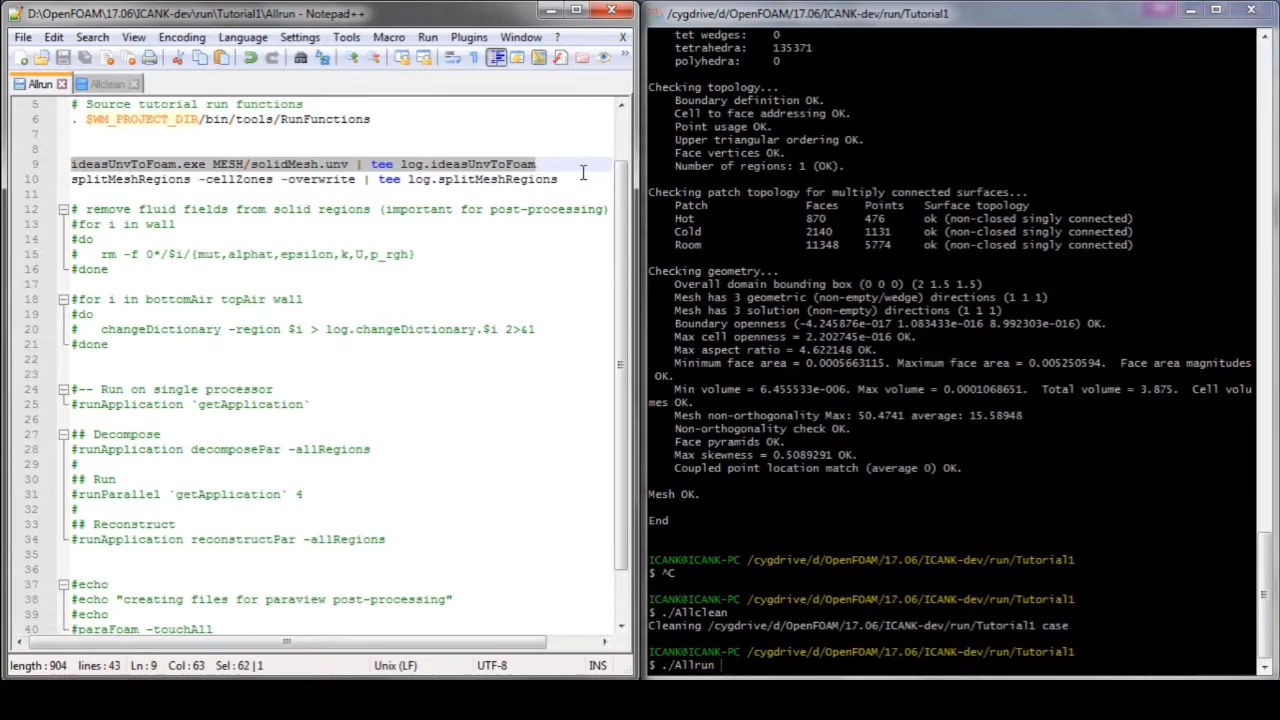 D:\OpenFOAM\17.06\ICANK-dev\run\Tutorial1\Allrun - Notepad++
File Edit Search View Encoding Language Settings Tools Macro Run Plugins Window ? X
Allrun Allclean
5 # Source tutorial run functions
6 . $WM_PROJECT_DIR/bin/tools/RunFunctions
7
8
9 ideasUnvToFoam.exe MESH/solidMesh.unv | tee log.ideasUnvToFoam
10 splitMeshRegions -cellZones -overwrite | tee log.splitMeshRegions
11
12 # remove fluid fields from solid regions (important for post-processing)
13 #for i in wall
14 #do
15 #   rm -f 0*/$i/{mut,alphat,epsilon,k,U,p_rgh}
16 #done
17
18 #for i in bottomAir topAir wall
19 #do
20 #   changeDictionary -region $i > log.changeDictionary.$i 2>&1
21 #done
22
23
24 #-- Run on single processor
25 #runApplication `getApplication`
26
27 ## Decompose
28 #runApplication decomposePar -allRegions
29 #
30 ## Run
31 #runParallel `getApplication` 4
32 #
33 ## Reconstruct
34 #runApplication reconstructPar -allRegions
35
36
37 #echo
38 #echo "creating files for paraview post-processing"
39 #echo
40 #paraFoam -touchAll
length: 904 lines: 43 Ln: 9 Col: 63 Sel: 62 | 1 Unix (LF) UTF-8 INS
/cygdrive/d/OpenFOAM/17.06/ICANK-dev/run/Tutorial1
tet wedges: 0
tetrahedra: 135371
polyhedra: 0
Checking topology...
Boundary definition OK.
Cell to face addressing OK.
Point usage OK.
Upper triangular ordering OK.
Face vertices OK.
Number of regions: 1 (OK).
Checking patch topology for multiply connected surfaces...
Patch Faces Points Surface topology
Hot 870 476 ok (non-closed singly connected)
Cold 2140 1131 ok (non-closed singly connected)
Room 11348 5774 ok (non-closed singly connected)
Checking geometry...
Overall domain bounding box (0 0 0) (2 1.5 1.5)
Mesh has 3 geometric (non-empty/wedge) directions (1 1 1)
Mesh has 3 solution (non-empty) directions (1 1 1)
Boundary openness (-4.245876e-017 1.083433e-016 8.992303e-016) OK.
Max cell openness = 2.202745e-016 OK.
Max aspect ratio = 4.622148 OK.
Minimum face area = 0.0005663115. Maximum face area = 0.005250594.  Face area magnitudes
OK.
Min volume = 6.455533e-006. Max volume = 0.0001068651.  Total volume = 3.875.  Cell volu
mes OK.
Mesh non-orthogonality Max: 50.4741 average: 15.58948
Non-orthogonality check OK.
Face pyramids OK.
Max skewness = 0.5089291 OK.
Coupled point location match (average 0) OK.
Mesh OK.
End
ICANK@ICANK-PC /cygdrive/d/OpenFOAM/17.06/ICANK-dev/run/Tutorial1
$ ^C
ICANK@ICANK-PC /cygdrive/d/OpenFOAM/17.06/ICANK-dev/run/Tutorial1
$ ./Allclean
Cleaning /cygdrive/d/OpenFOAM/17.06/ICANK-dev/run/Tutorial1 case
ICANK@ICANK-PC /cygdrive/d/OpenFOAM/17.06/ICANK-dev/run/Tutorial1
$ ./Allrun